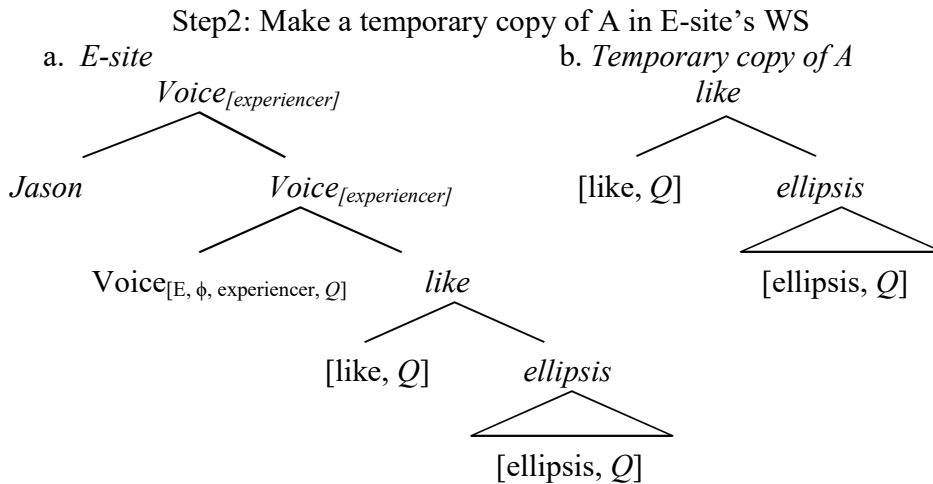 Step2: Make a temporary copy of A in E-site's WS
a. E-site
b. Temporary copy of A
Voice[experiencer]
like
Jason
Voice[experiencer]
[like, Q]
ellipsis
Voice[E, ϕ, experiencer, Q]
like
[ellipsis, Q]
[like, Q]
ellipsis
[ellipsis, Q]